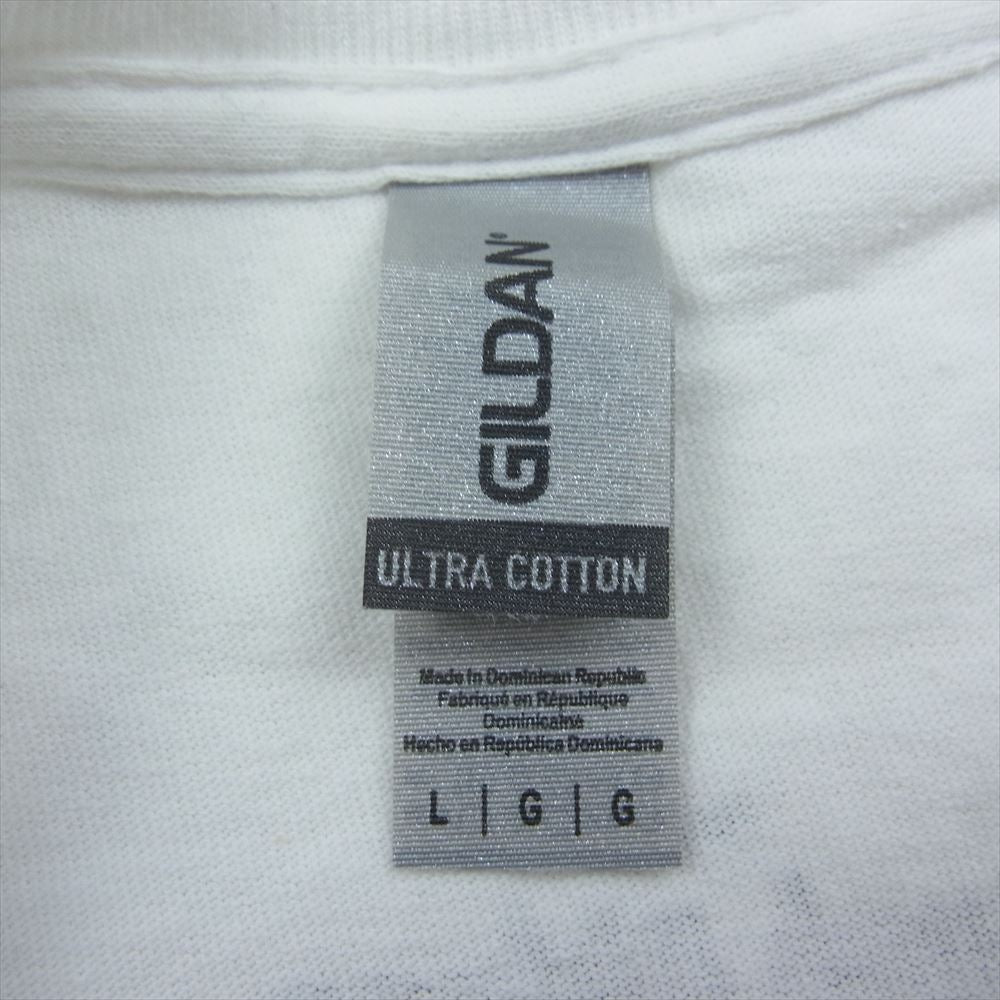 GILDAN®
ULTRA COTTON
Made in Dominican Republic
Fabriqué en République
Dominicaine
Hecho en República Dominicana
L | G | G